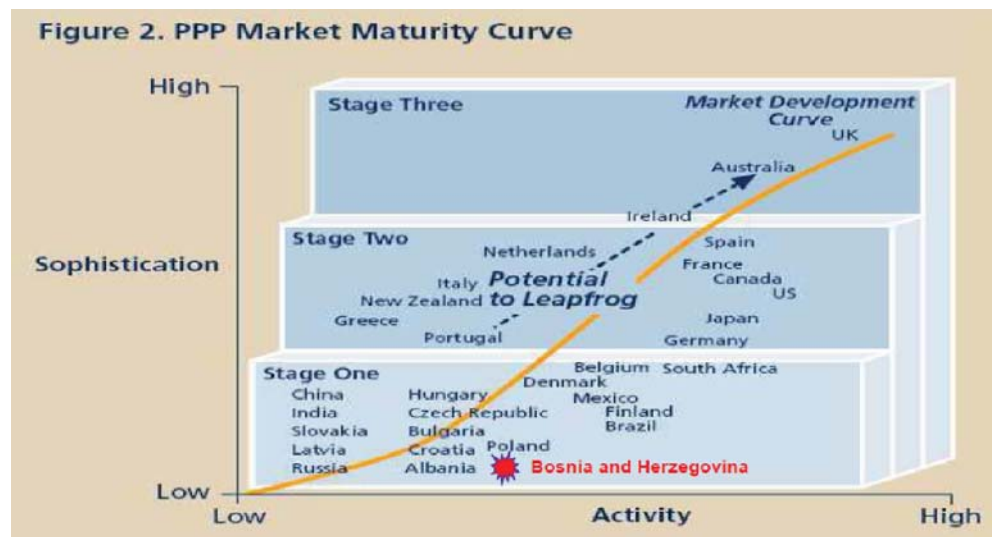 Figure 2. PPP Market Maturity Curve
High
Stage Three
Market Development
Curve
UK
Australia
Ireland
Stage Two
Sophistication
Netherlands
Spain
France
Italy
Potential
Canada
New Zealand
to Leapfrog
US
Greece
Japan
Portugal
Germany
Stage One
Belgium
South Africa
Denmark
China
Hungary
Mexico
India
Czech Republic
Finland
Slovakia
Bulgaria
Brazil
Latvia
Croatia
Poland
Russia
Albania
Bosnia and Herzegovina
Low
Low
Activity
High